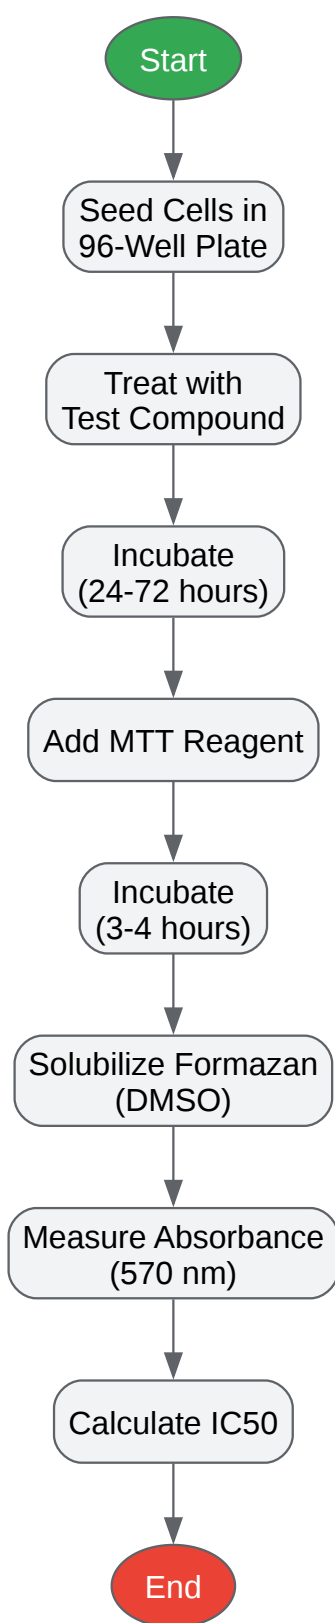 Start
Seed Cells in
96-Well Plate
Treat with
Test Compound
Incubate
(24-72 hours)
Add MTT Reagent
Incubate
(3-4 hours)
Solubilize Formazan
(DMSO)
Measure Absorbance
(570 nm)
Calculate IC50
End